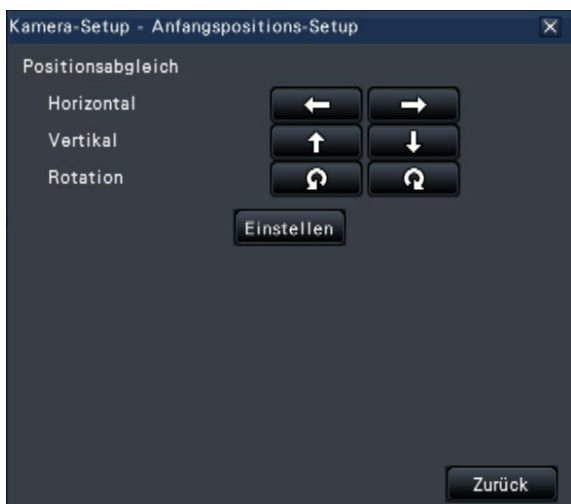 Kamera-Setup - Anfangspositions-Setup
Positionsabgleich
Horizontal
Vertikal
Rotation
Einstellen
Zurück